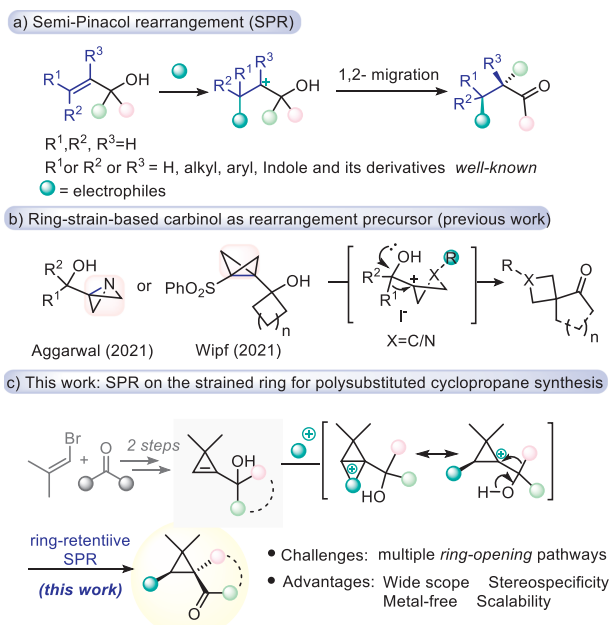 a) Semi-Pinacol rearrangement (SPR)
R³ R¹ OH R² R¹ R³ + OH R² 1,2- migration R³ R¹ R² O
R¹,R², R³=H
R¹or R² or R³ = H, alkyl, aryl, Indole and its derivatives well-known
= electrophiles
b) Ring-strain-based carbinol as rearrangement precursor (previous work)
R² OH R¹ N or PhO₂S OH n R² OH R¹ + X R I⁻ R X O n
X=C/N
Aggarwal (2021) Wipf (2021)
c) This work: SPR on the strained ring for polysubstituted cyclopropane synthesis
Br + O 2 steps OH + + HO + H-O
ring-retentiive
SPR
(this work)
O
• Challenges: multiple ring-opening pathways
• Advantages: Wide scope Stereospecificity
Metal-free Scalability